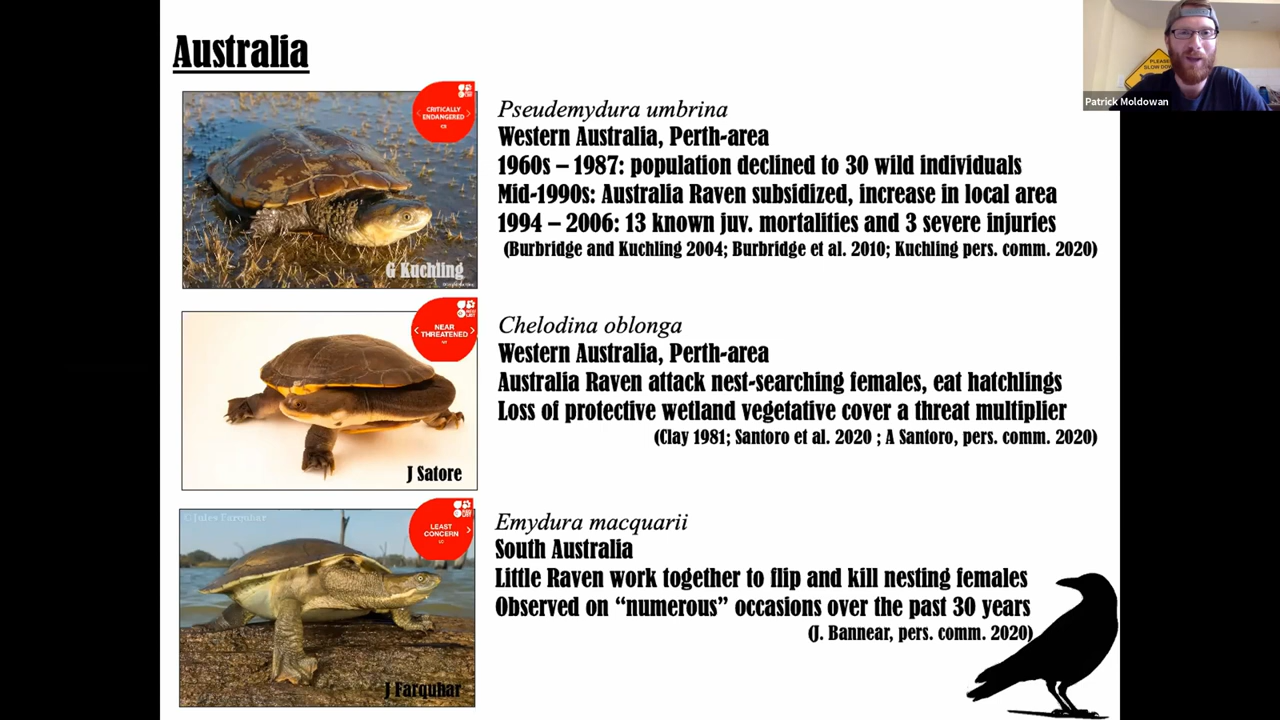 Australia
CRITICALLY
ENDANGERED
CR
G Kuchling
Pseudemydura umbrina
Western Australia, Perth-area
1960s – 1987: population declined to 30 wild individuals
Mid-1990s: Australia Raven subsidized, increase in local area
1994 – 2006: 13 known juv. mortalities and 3 severe injuries
(Burbridge and Kuchling 2004; Burbridge et al. 2010; Kuchling pers. comm. 2020)
NEAR
THREATENED
NT
J Satore
Chelodina oblonga
Western Australia, Perth-area
Australia Raven attack nest-searching females, eat hatchlings
Loss of protective wetland vegetative cover a threat multiplier
(Clay 1981; Santoro et al. 2020 ; A Santoro, pers. comm. 2020)
© Jules Farquhar
LEAST
CONCERN
LC
J Farquhar
Emydura macquarii
South Australia
Little Raven work together to flip and kill nesting females
Observed on “numerous” occasions over the past 30 years
(J. Bannear, pers. comm. 2020)
PLEASE
SLOW DOWN
Patrick Moldowan